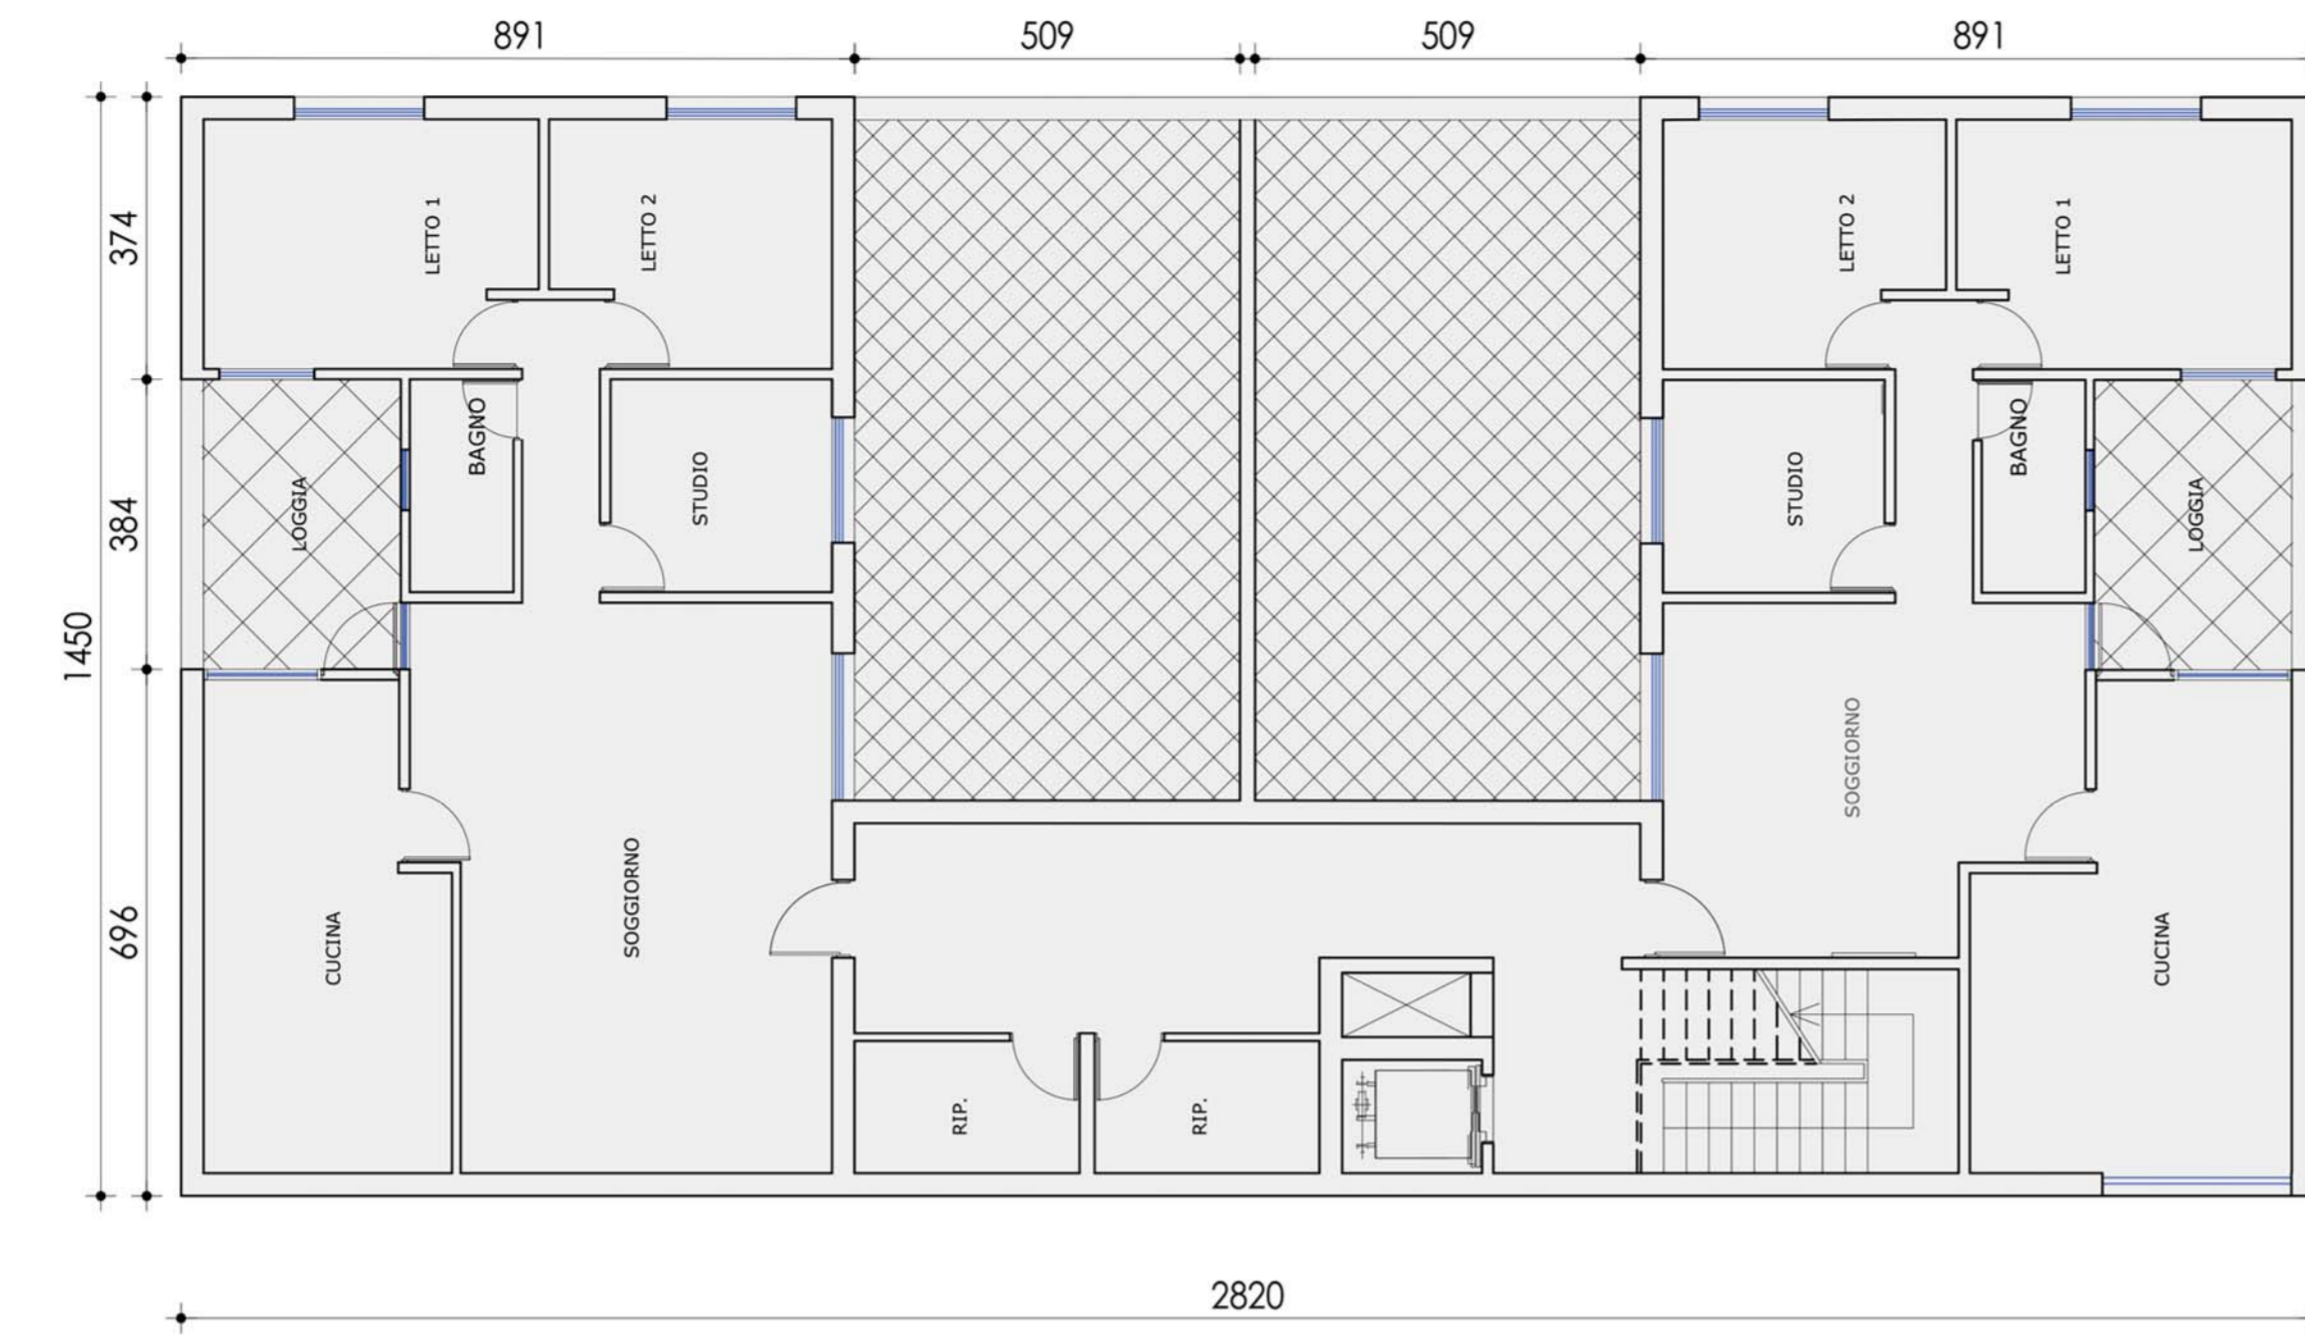 891
509
509
891
374
LETTO 1
LETTO 2
LETTO 2
LETTO 1
384
LOGGIA
BAGNO
STUDIO
STUDIO
BAGNO
LOGGIA
1450
696
CUCINA
SOGGIORNO
SOGGIORNO
CUCINA
RIP.
RIP.
2820